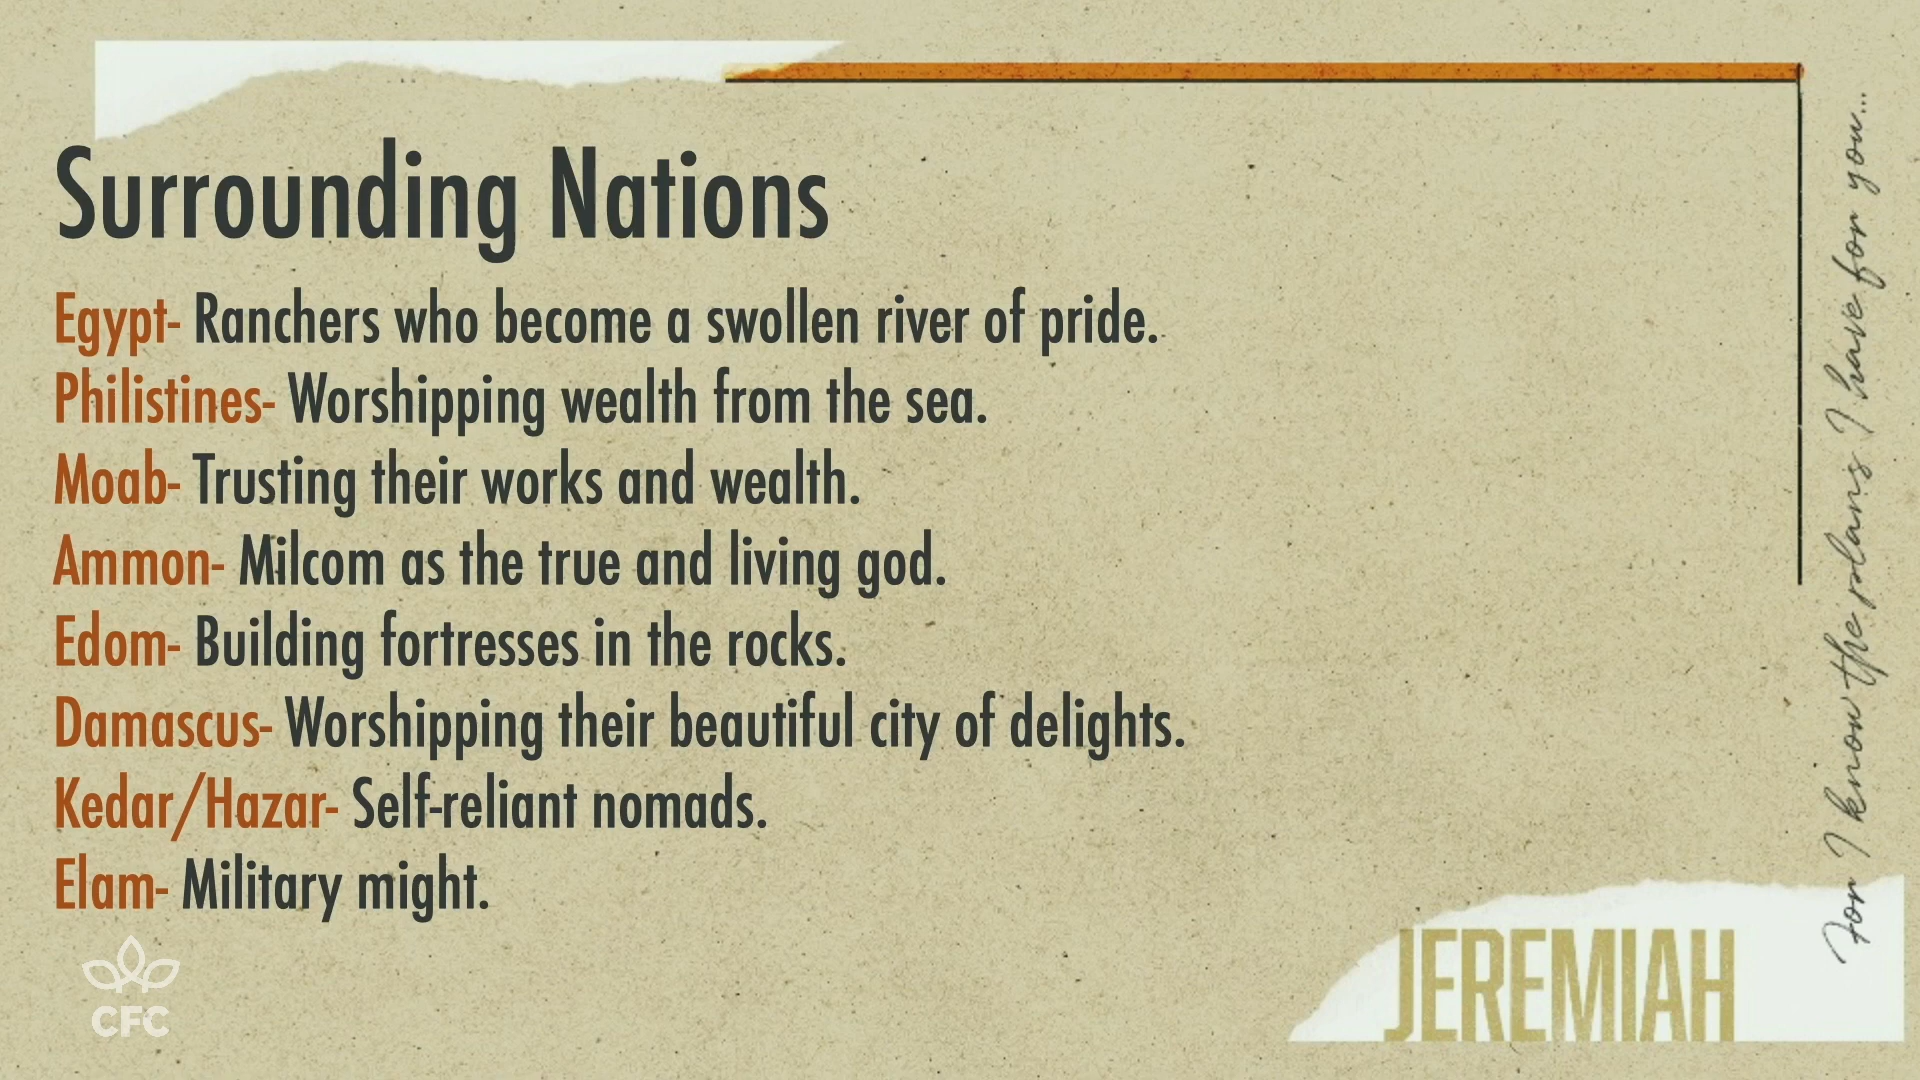 Surrounding Nations
Egypt- Ranchers who become a swollen river of pride.
Philistines- Worshipping wealth from the sea.
Moab- Trusting their works and wealth.
Ammon- Milcom as the true and living god.
Edom- Building fortresses in the rocks.
Damascus- Worshipping their beautiful city of delights.
Kedar/Hazar- Self-reliant nomads.
Elam- Military might.
CFC
JEREMIAH
For I know the plans I have for you...